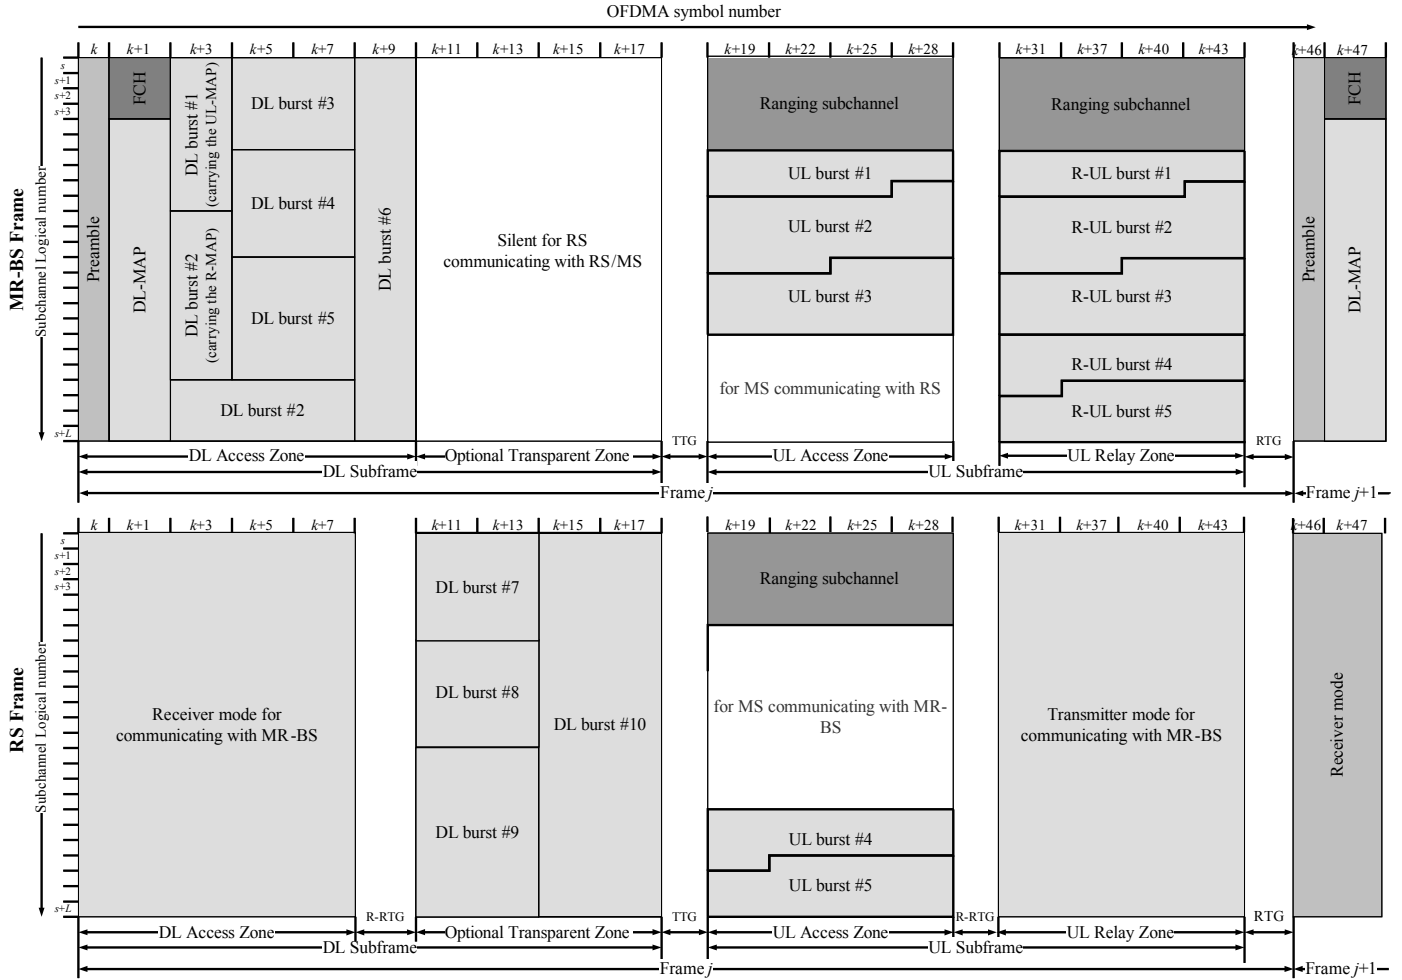 OFDMA symbol number
k k+1 k+3 k+5 k+7 k+9 k+11 k+13 k+15 k+17 k+19 k+22 k+25 k+28 k+31 k+37 k+40 k+43 k+46 k+47
MR-BS Frame
Subchannel Logical number
s
s+1
s+2
s+3
s+L
Preamble
FCH
DL-MAP
DL burst #1
(carrying the UL-MAP)
DL burst #2
(carrying the R-MAP)
DL burst #3
DL burst #4
DL burst #5
DL burst #2
DL burst #6
Silent for RS
communicating with RS/MS
Ranging subchannel
UL burst #1
UL burst #2
UL burst #3
for MS communicating with RS
Ranging subchannel
R-UL burst #1
R-UL burst #2
R-UL burst #3
R-UL burst #4
R-UL burst #5
Preamble
FCH
DL-MAP
TTG
RTG
DL Access Zone
Optional Transparent Zone
UL Access Zone
UL Relay Zone
DL Subframe
UL Subframe
Frame j
Frame j+1
k k+1 k+3 k+5 k+7 k+11 k+13 k+15 k+17 k+19 k+22 k+25 k+28 k+31 k+37 k+40 k+43 k+46 k+47
RS Frame
Subchannel Logical number
s
s+1
s+2
s+3
s+L
Receiver mode for
communicating with MR-BS
DL burst #7
DL burst #8
DL burst #9
DL burst #10
Ranging subchannel
for MS communicating with MR-
BS
UL burst #4
UL burst #5
Transmitter mode for
communicating with MR-BS
Receiver mode
R-RTG
TTG
R-RTG
RTG
DL Access Zone
Optional Transparent Zone
UL Access Zone
UL Relay Zone
DL Subframe
UL Subframe
Frame j
Frame j+1